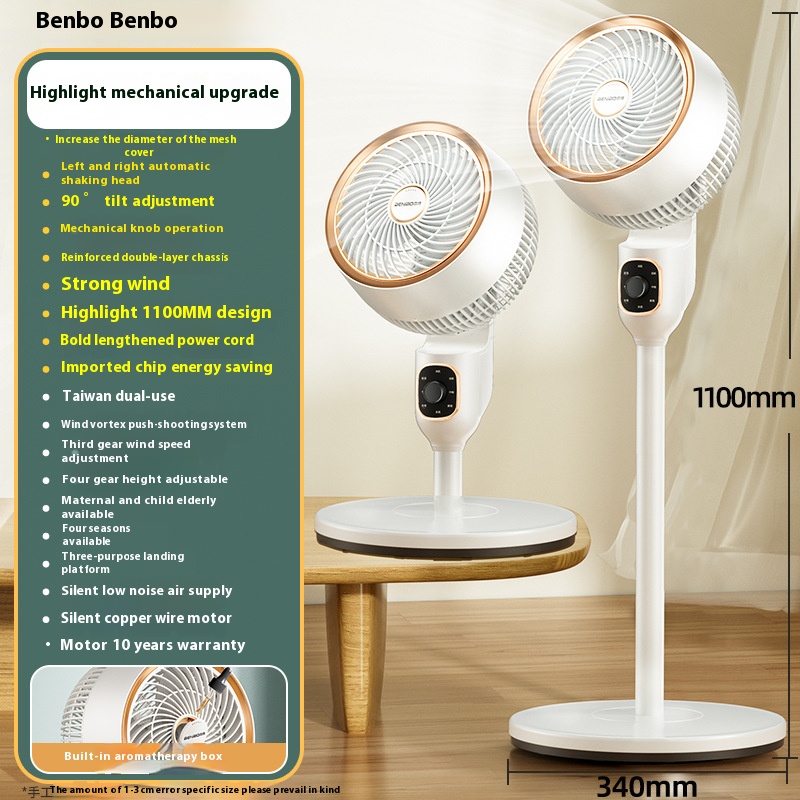 Benbo Benbo
Highlight mechanical upgrade
• Increase the diameter of the mesh
cover
• Left and right automatic
shaking head
• 90° tilt adjustment
• Mechanical knob operation
• Reinforced double-layer chassis
• Strong wind
• Highlight 1100MM design
• Bold lengthened power cord
• Imported chip energy saving
• Taiwan dual-use
• Wind vortex push-shooting system
• Third gear wind speed
adjustment
• Four gear height adjustable
• Maternal and child elderly
available
• Four seasons
available
• Three-purpose landing
platform
• Silent low noise air supply
• Silent copper wire motor
• Motor 10 years warranty
BENBO
Built-in aromatherapy box
*手工 The amount of 1-3 cm error specific size please prevail in kind
BENBO
BENBO
1100mm
340mm